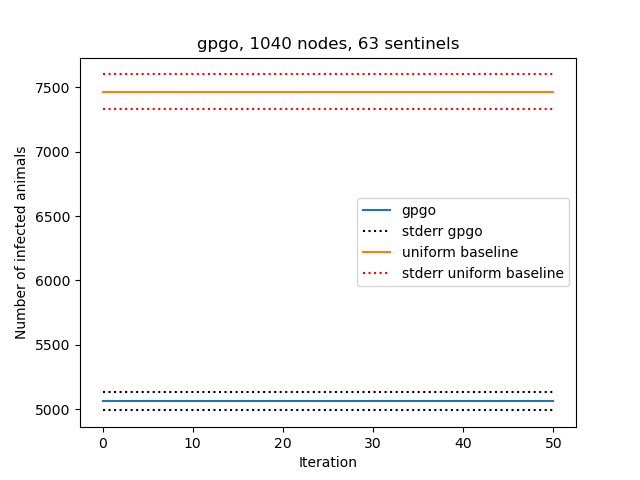 gpgo, 1040 nodes, 63 sentinels
Number of infected animals
7500
7000
6500
6000
5500
5000
gpgo
stderr gpgo
uniform baseline
stderr uniform baseline
0 10 20 30 40 50
Iteration